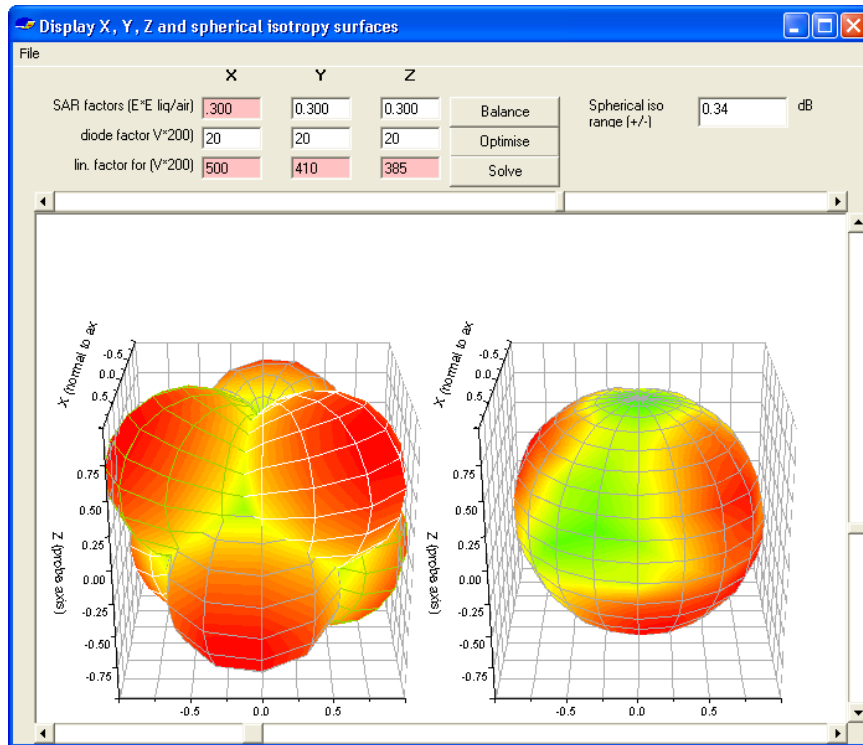 Display X, Y, Z and spherical isotropy surfaces
File
X Y Z
SAR factors (E*E liq/air) .300 0.300 0.300 Balance Spherical iso range (+/-) 0.34 dB
diode factor V*200) 20 20 20 Optimise
lin. factor for (V*200) 500 410 385 Solve
X (normal to ax
-0.5
0.0
0.5
0.75
0.50
0.25
0.00
-0.25
-0.50
-0.75
Z (probe axis)
-0.5 0.0 0.5
X (normal to ax
-0.5
0.0
0.5
0.75
0.50
0.25
0.00
-0.25
-0.50
-0.75
Z (probe axis)
-0.5 0.0 0.5